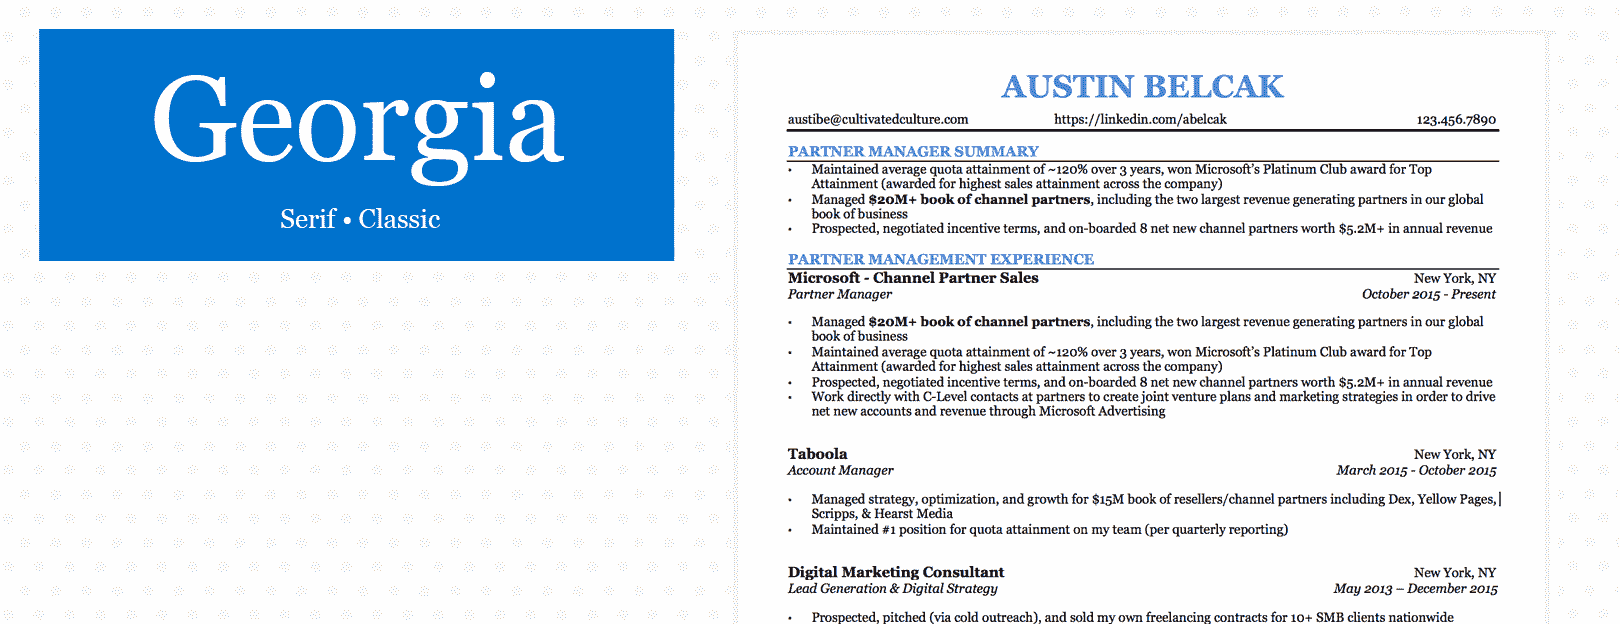 Georgia
Serif • Classic
AUSTIN BELCAK
austibe@cultivatedculture.com https://linkedin.com/abelcak 123.456.7890
PARTNER MANAGER SUMMARY
• Maintained average quota attainment of ~120% over 3 years, won Microsoft's Platinum Club award for Top
Attainment (awarded for highest sales attainment across the company)
• Managed $20M+ book of channel partners, including the two largest revenue generating partners in our global
book of business
• Prospected, negotiated incentive terms, and on-boarded 8 net new channel partners worth $5.2M+ in annual revenue
PARTNER MANAGEMENT EXPERIENCE
Microsoft - Channel Partner Sales New York, NY
Partner Manager October 2015 - Present
• Managed $20M+ book of channel partners, including the two largest revenue generating partners in our global
book of business
• Maintained average quota attainment of ~120% over 3 years, won Microsoft's Platinum Club award for Top
Attainment (awarded for highest sales attainment across the company)
• Prospected, negotiated incentive terms, and on-boarded 8 net new channel partners worth $5.2M+ in annual revenue
• Work directly with C-Level contacts at partners to create joint venture plans and marketing strategies in order to drive
net new accounts and revenue through Microsoft Advertising
Taboola New York, NY
Account Manager March 2015 - October 2015
• Managed strategy, optimization, and growth for $15M book of resellers/channel partners including Dex, Yellow Pages,
Scripps, & Hearst Media
• Maintained #1 position for quota attainment on my team (per quarterly reporting)
Digital Marketing Consultant New York, NY
Lead Generation & Digital Strategy May 2013 – December 2015
• Prospected, pitched (via cold outreach), and sold my own freelancing contracts for 10+ SMB clients nationwide